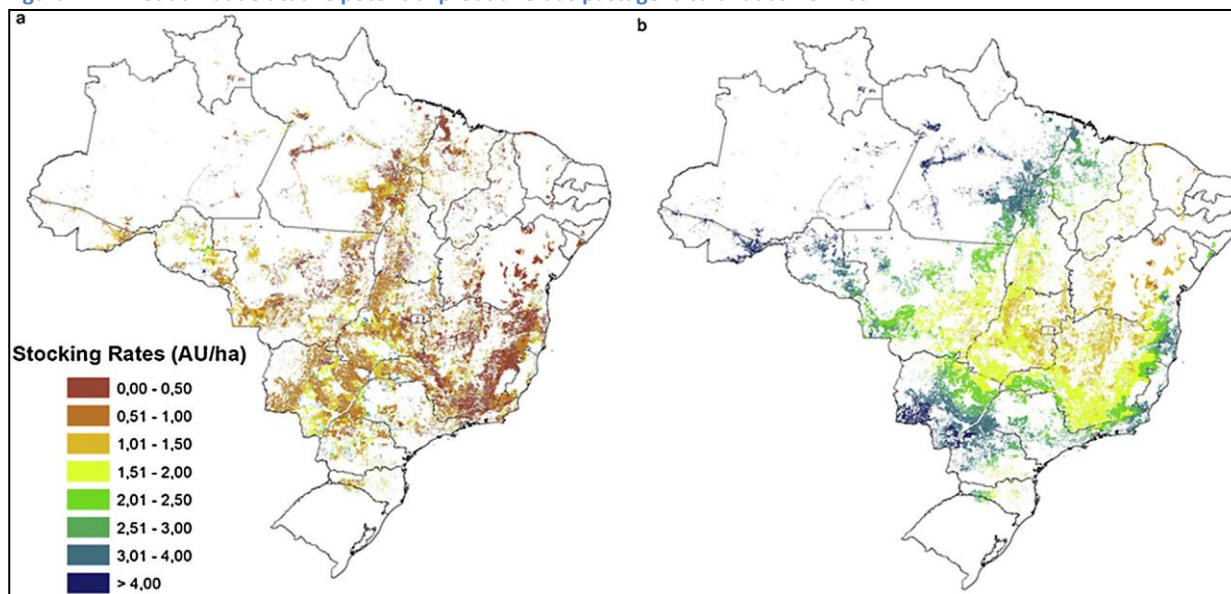 a
b
Stocking Rates (AU/ha)
0,00 - 0,50
0,51 - 1,00
1,01 - 1,50
1,51 - 2,00
2,01 - 2,50
2,51 - 3,00
3,01 - 4,00
> 4,00